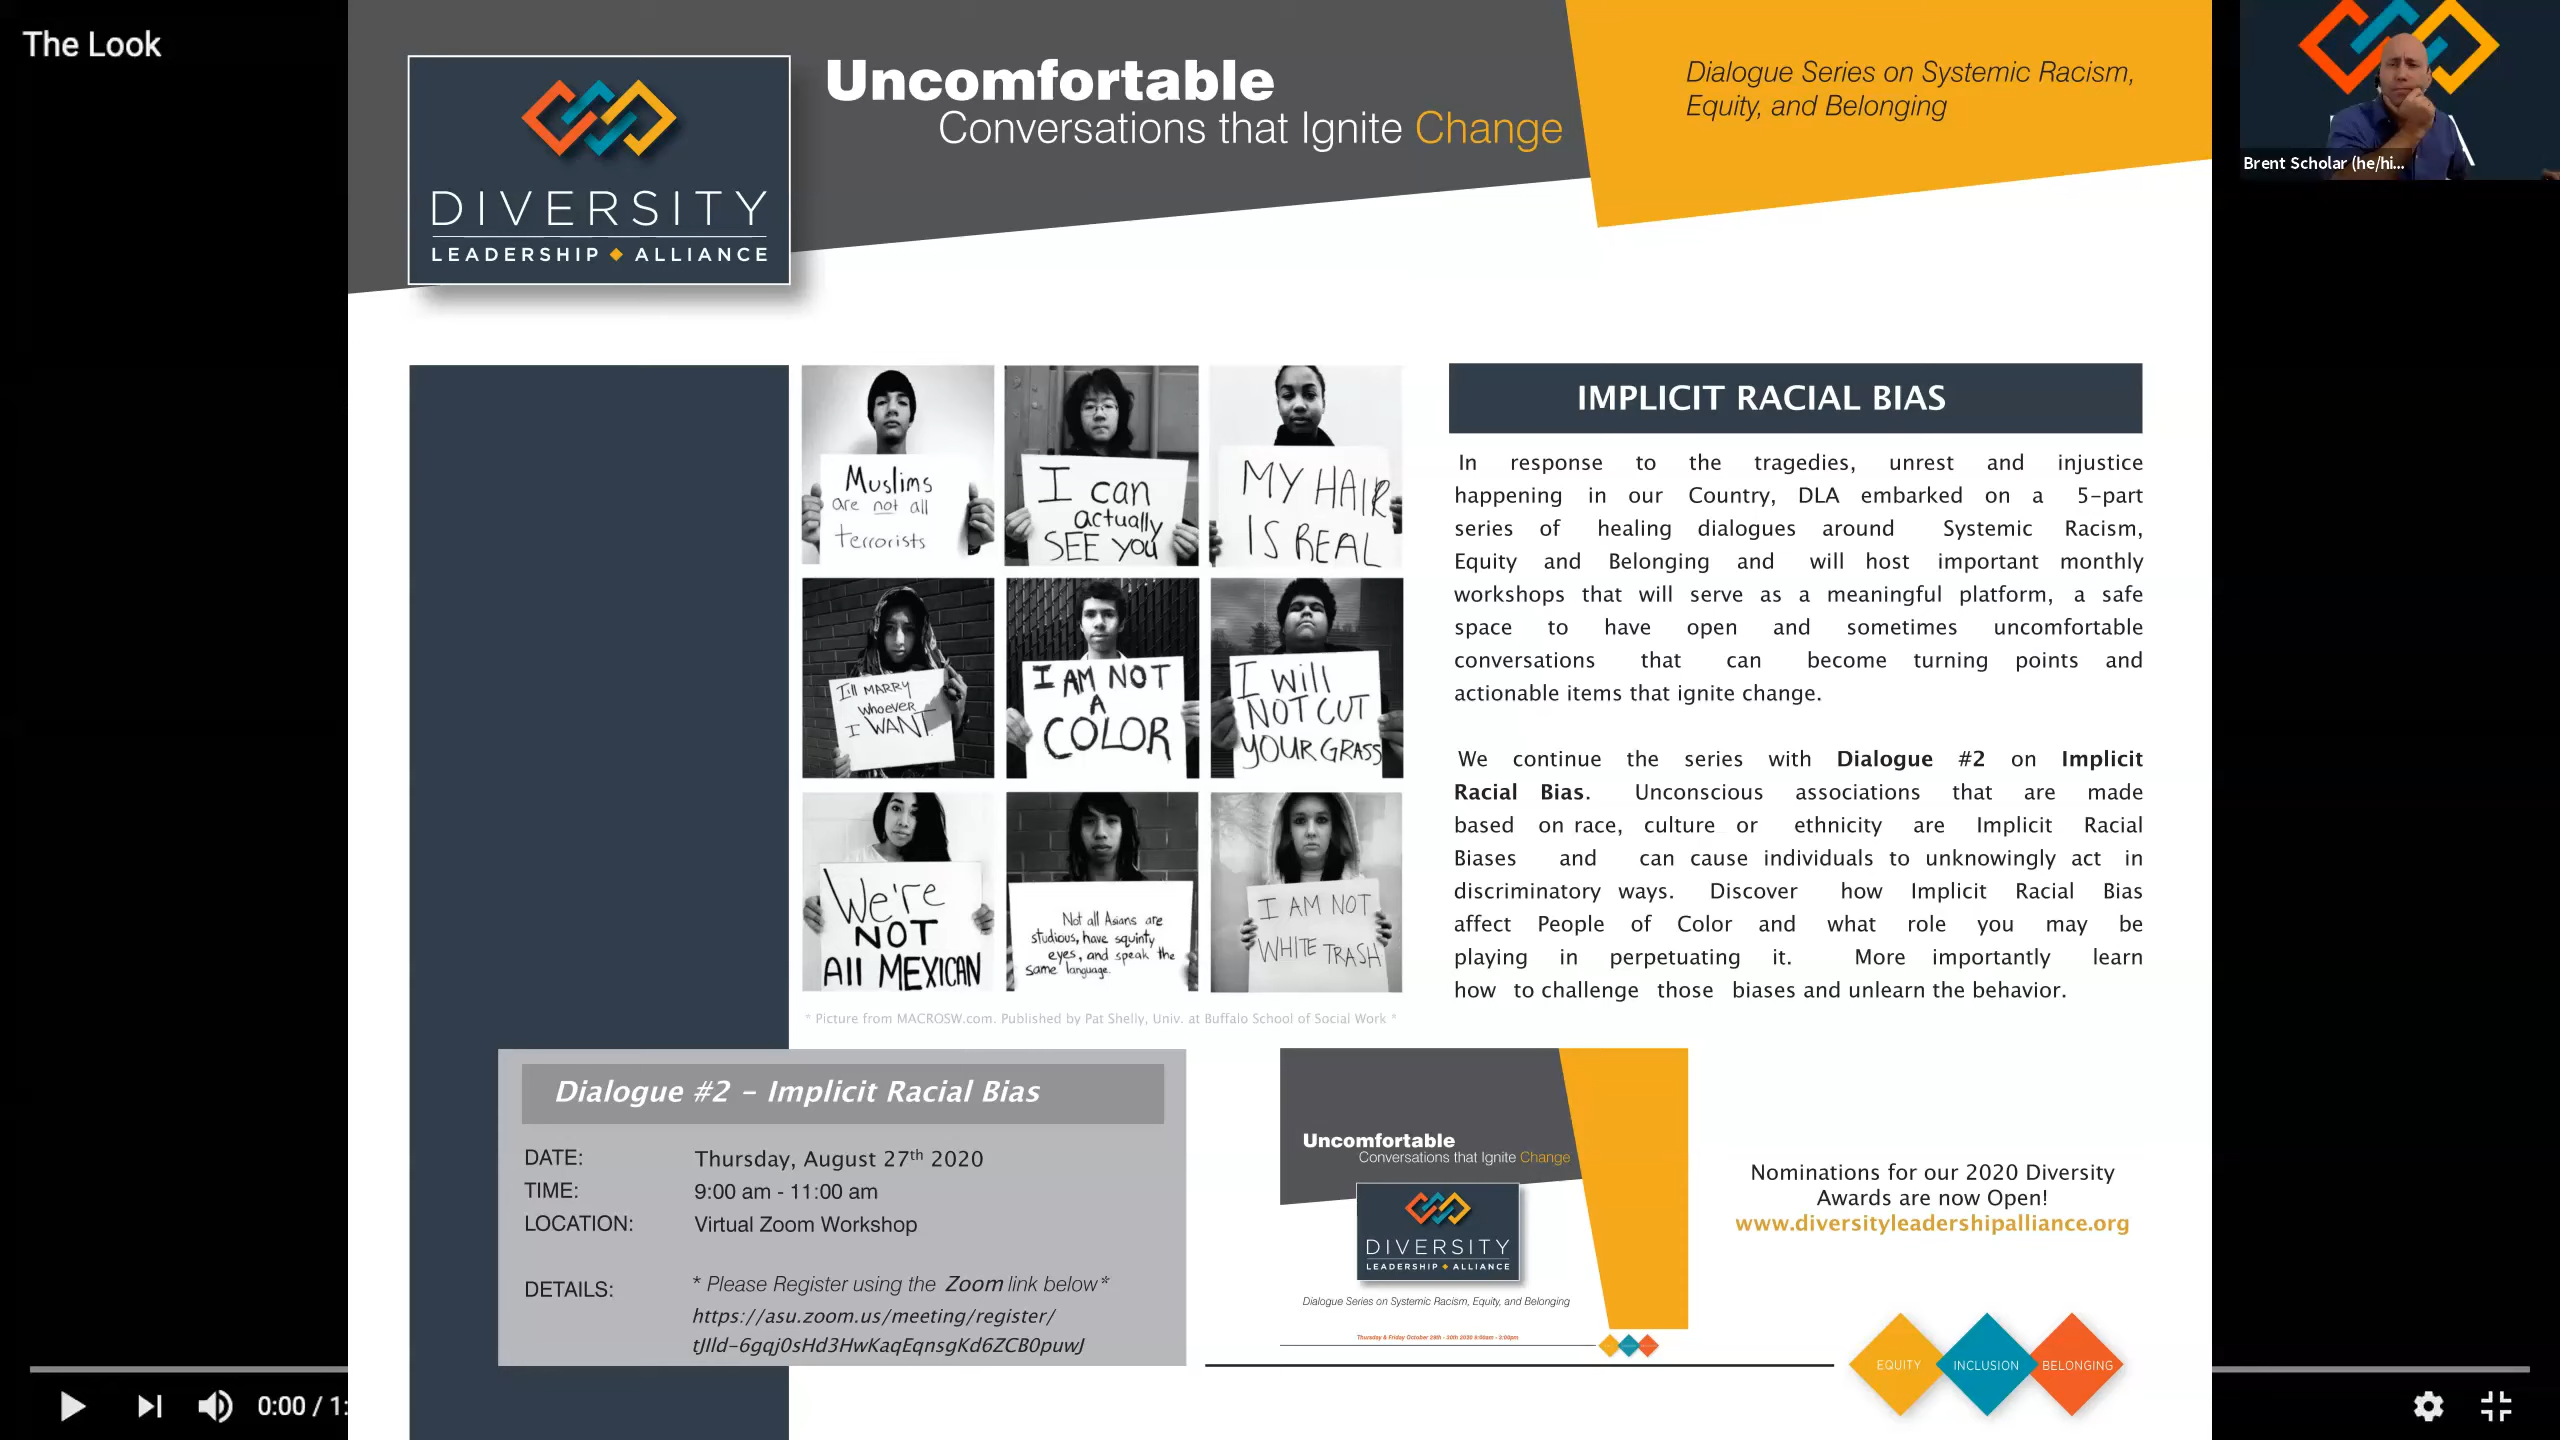 The Look
DIVERSITY
LEADERSHIP ALLIANCE
Uncomfortable
Conversations that Ignite Change
Dialogue Series on Systemic Racism,
Equity, and Belonging
Brent Scholar (he/hi...
Muslims
are not all
terrorists
I can
actually
SEE YOU
MY HAIR
IS REAL
I'll MARRY
Whoever
I WANT.
I AM NOT
A
COLOR
I will
NOT CUT
YOUR GRASS
We're
NOT
All MEXICAN
Not all Asians are
studious, have squinty
eyes, and speak the
same language.
I AM NOT
WHITE TRASH
* Picture from MACROSW.com. Published by Pat Shelly, Univ. at Buffalo School of Social Work *
IMPLICIT RACIAL BIAS
In response to the tragedies, unrest and injustice
happening in our Country, DLA embarked on a 5-part
series of healing dialogues around Systemic Racism,
Equity and Belonging and will host important monthly
workshops that will serve as a meaningful platform, a safe
space to have open and sometimes uncomfortable
conversations that can become turning points and
actionable items that ignite change.
We continue the series with Dialogue #2 on Implicit
Racial Bias. Unconscious associations that are made
based on race, culture or ethnicity are Implicit Racial
Biases and can cause individuals to unknowingly act in
discriminatory ways. Discover how Implicit Racial Bias
affect People of Color and what role you may be
playing in perpetuating it. More importantly learn
how to challenge those biases and unlearn the behavior.
Dialogue #2 - Implicit Racial Bias
DATE: Thursday, August 27th 2020
TIME: 9:00 am - 11:00 am
LOCATION: Virtual Zoom Workshop
DETAILS: * Please Register using the Zoom link below*
https://asu.zoom.us/meeting/register/
tJIld-6gqj0sHd3HwKaqEqnsgKd6ZCB0puwJ
Uncomfortable
Conversations that Ignite Change
DIVERSITY
LEADERSHIP ALLIANCE
Dialogue Series on Systemic Racism, Equity, and Belonging
Thursday & Friday October 29th - 30th 2020 9:00am - 3:00pm
Nominations for our 2020 Diversity
Awards are now Open!
www.diversityleadershipalliance.org
EQUITY INCLUSION BELONGING
0:00 / 1: